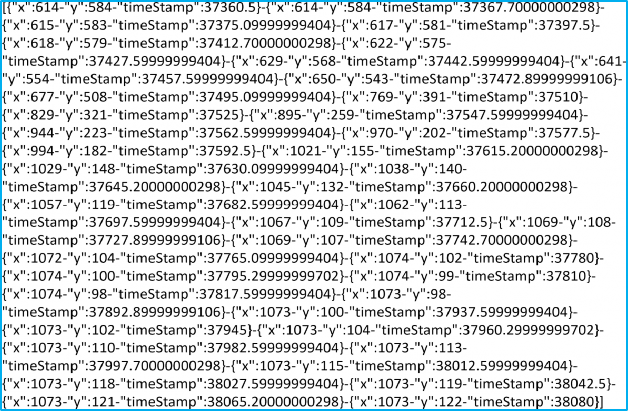 [{"x":614-"y":584-"timeStamp":37360.5}-{"x":614-"y":584-"timeStamp":37367.70000000298}-
{"x":615-"y":583-"timeStamp":37375.09999999404}-{"x":617-"y":581-"timeStamp":37397.5}-
{"x":618-"y":579-"timeStamp":37412.70000000298}-{"x":622-"y":575-
"timeStamp":37427.59999999404}-{"x":629-"y":568-"timeStamp":37442.59999999404}-{"x":641-
"y":554-"timeStamp":37457.59999999404}-{"x":650-"y":543-"timeStamp":37472.89999999106}-
{"x":677-"y":508-"timeStamp":37495.09999999404}-{"x":769-"y":391-"timeStamp":37510}-
{"x":829-"y":321-"timeStamp":37525}-{"x":895-"y":259-"timeStamp":37547.59999999404}-
{"x":944-"y":223-"timeStamp":37562.59999999404}-{"x":970-"y":202-"timeStamp":37577.5}-
{"x":994-"y":182-"timeStamp":37592.5}-{"x":1021-"y":155-"timeStamp":37615.20000000298}-
{"x":1029-"y":148-"timeStamp":37630.09999999404}-{"x":1038-"y":140-
"timeStamp":37645.20000000298}-{"x":1045-"y":132-"timeStamp":37660.20000000298}-
{"x":1057-"y":119-"timeStamp":37682.59999999404}-{"x":1062-"y":113-
"timeStamp":37697.59999999404}-{"x":1067-"y":109-"timeStamp":37712.5}-{"x":1069-"y":108-
"timeStamp":37727.89999999106}-{"x":1069-"y":107-"timeStamp":37742.70000000298}-
{"x":1072-"y":104-"timeStamp":37765.09999999404}-{"x":1074-"y":102-"timeStamp":37780}-
{"x":1074-"y":100-"timeStamp":37795.29999999702}-{"x":1074-"y":99-"timeStamp":37810}-
{"x":1074-"y":98-"timeStamp":37817.59999999404}-{"x":1073-"y":98-
"timeStamp":37892.89999999106}-{"x":1073-"y":100-"timeStamp":37937.59999999404}-
{"x":1073-"y":102-"timeStamp":37945}-{"x":1073-"y":104-"timeStamp":37960.29999999702}-
{"x":1073-"y":110-"timeStamp":37982.59999999404}-{"x":1073-"y":113-
"timeStamp":37997.70000000298}-{"x":1073-"y":115-"timeStamp":38012.59999999404}-
{"x":1073-"y":118-"timeStamp":38027.59999999404}-{"x":1073-"y":119-"timeStamp":38042.5}-
{"x":1073-"y":121-"timeStamp":38065.20000000298}-{"x":1073-"y":122-"timeStamp":38080}]